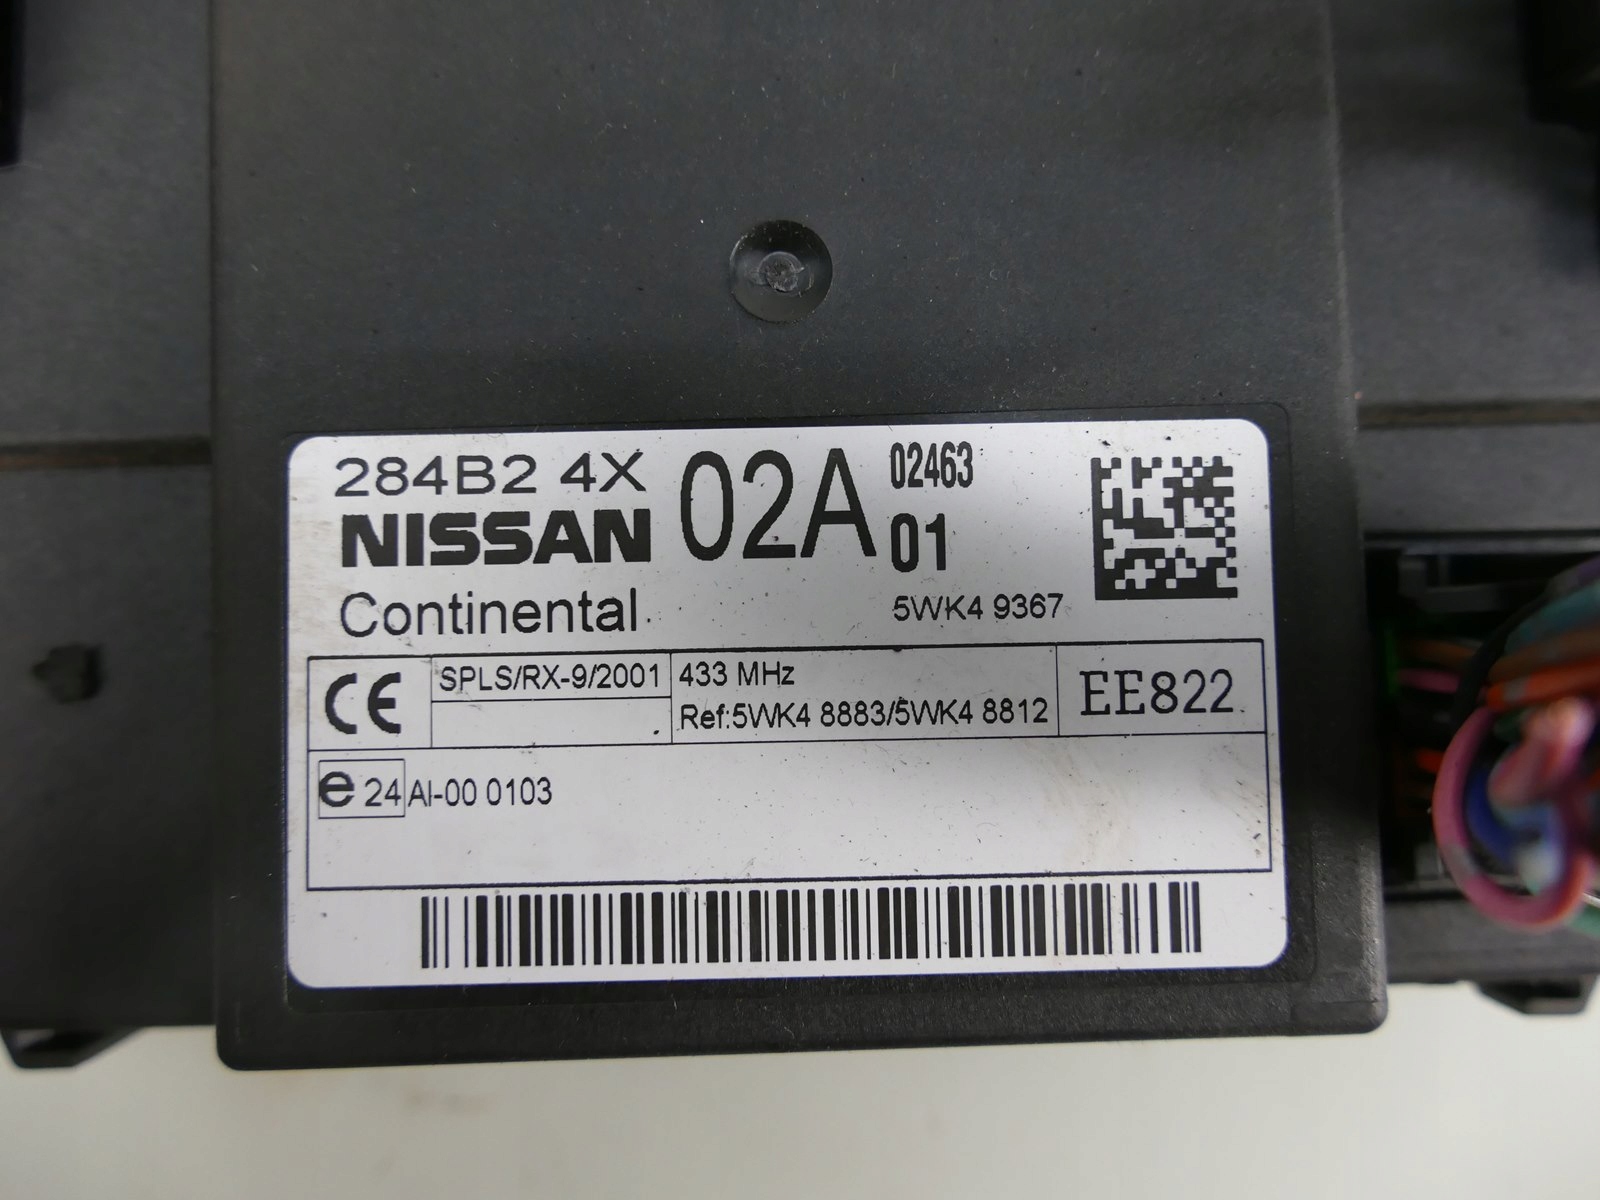 284B2 4X 02A 02463
NISSAN 01
Continental 5WK4 9367
CE SPLS/RX-9/2001 433 MHz EE822
Ref:5WK4 8883/5WK4 8812
e 24 AI-00 0103